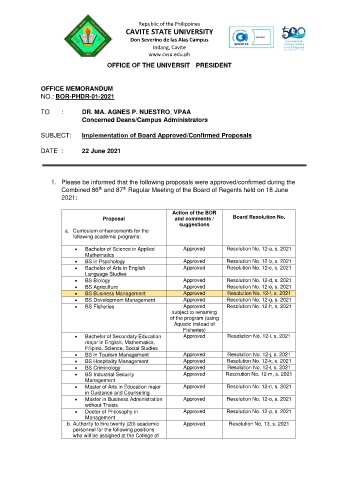 Republic of the Philippines
CAVITE STATE UNIVERSITY
Don Severino de las Alas Campus
Indang, Cavite
www.cvsu.edu.ph
OFFICE OF THE UNIVERSIT PRESIDENT
OFFICE MEMORANDUM
NO.: BOR-PHDR-01-2021
TO : DR. MA. AGNES P. NUESTRO, VPAA
Concerned Deans/Campus Administrators
SUBJECT: Implementation of Board Approved/Confirmed Proposals
DATE : 22 June 2021
1. Please be informed that the following proposals were approved/confirmed during the
Combined 86th and 87th Regular Meeting of the Board of Regents held on 18 June
2021:
Proposal
Action of the BOR
and comments /
suggestions
Board Resolution No.
a. Curriculum enhancements for the
following academic programs:
• Bachelor of Science in Applied Approved Resolution No. 12-a, s. 2021
Mathematics
• BS in Psychology Approved Resolution No. 12-b, s. 2021
• Bachelor of Arts in English Approved Resolution No. 12-c, s. 2021
Language Studies
• BS Biology Approved Resolution No. 12-d, s. 2021
• BS Agriculture Approved Resolution No. 12-e, s. 2021
• BS Business Management Approved Resolution No. 12-f, s. 2021
• BS Development Management Approved Resolution No. 12-g, s. 2021
• BS Fisheries Approved Resolution No. 12-h, s. 2021
subject to renaming
of the program (using
Aquatic instead of
Fisheries)
• Bachelor of Secondary Education Approved Resolution No. 12-i, s. 2021
major in English, Mathematics,
Filipino, Science, Social Studies
• BS in Tourism Management Approved Resolution No. 12-j, s. 2021
• BS Hospitality Management Approved Resolution No. 12-k, s. 2021
• BS Criminology Approved Resolution No. 12-l, s. 2021
• BS Industrial Security Approved Resolution No. 12-m, s. 2021
Management
• Master of Arts in Education major Approved Resolution No. 12-n, s. 2021
in Guidance and Counseling
• Master in Business Administration Approved Resolution No. 12-o, s. 2021
without Thesis
• Doctor of Philosophy in Approved Resolution No. 12-p, s. 2021
Management
b. Authority to hire twenty (20) academic Approved Resolution No. 13, s. 2021
personnel for the following positions
who will be assigned at the College of